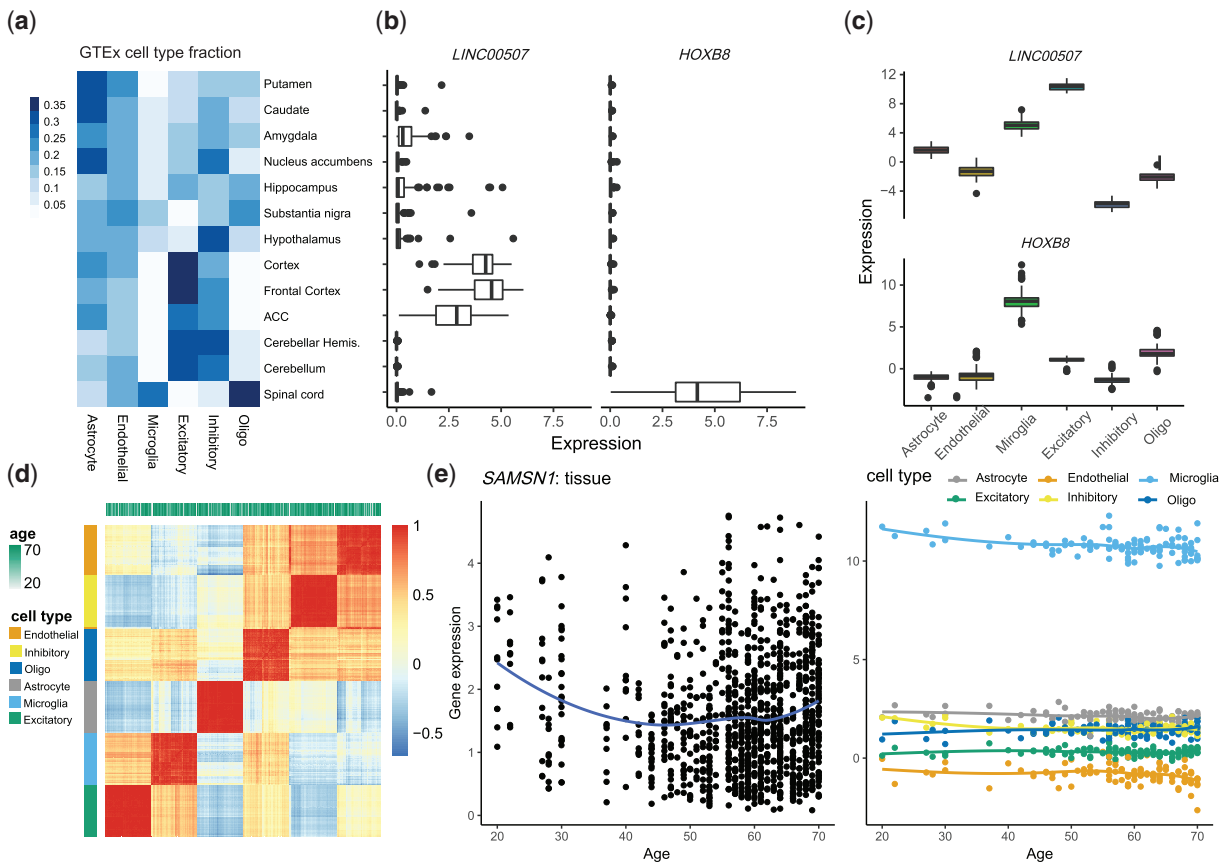 (a)
GTEx cell type fraction
0.35
0.3
0.25
0.2
0.15
0.1
0.05
Putamen
Caudate
Amygdala
Nucleus accumbens
Hippocampus
Substantia nigra
Hypothalamus
Cortex
Frontal Cortex
ACC
Cerebellar Hemis.
Cerebellum
Spinal cord
Astrocyte
Endothelial
Microglia
Excitatory
Inhibitory
Oligo
(b)
LINC00507
HOXB8
0.0
2.5
5.0
7.5
0.0
2.5
5.0
7.5
Expression
(c)
LINC00507
12
8
4
0
−4
HOXB8
10
5
0
Expression
Astrocyte
Endothelial
Miroglia
Excitatory
Inhibitory
Oligo
(d)
age
70
20
cell type
Endothelial
Inhibitory
Oligo
Astrocyte
Microglia
Excitatory
1
0.5
0
−0.5
(e)
SAMSN1: tissue
Gene expression
4
3
2
1
0
20
30
40
50
60
70
Age
cell type
Astrocyte
Endothelial
Microglia
Excitatory
Inhibitory
Oligo
10
5
0
20
30
40
50
60
70
Age